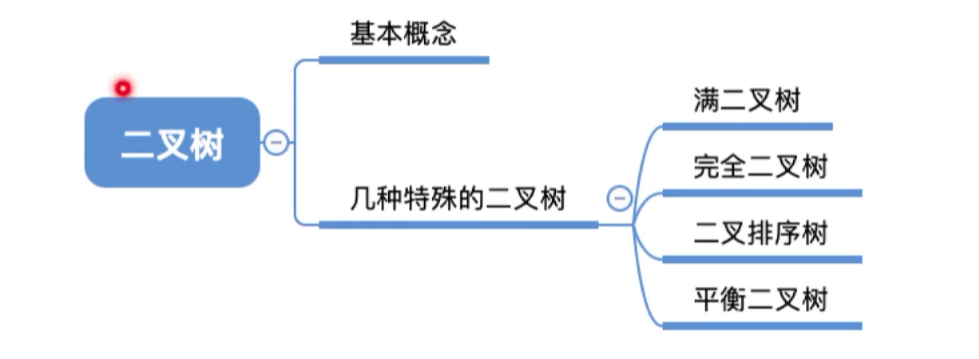 二叉树
基本概念
几种特殊的二叉树
满二叉树
完全二叉树
二叉排序树
平衡二叉树